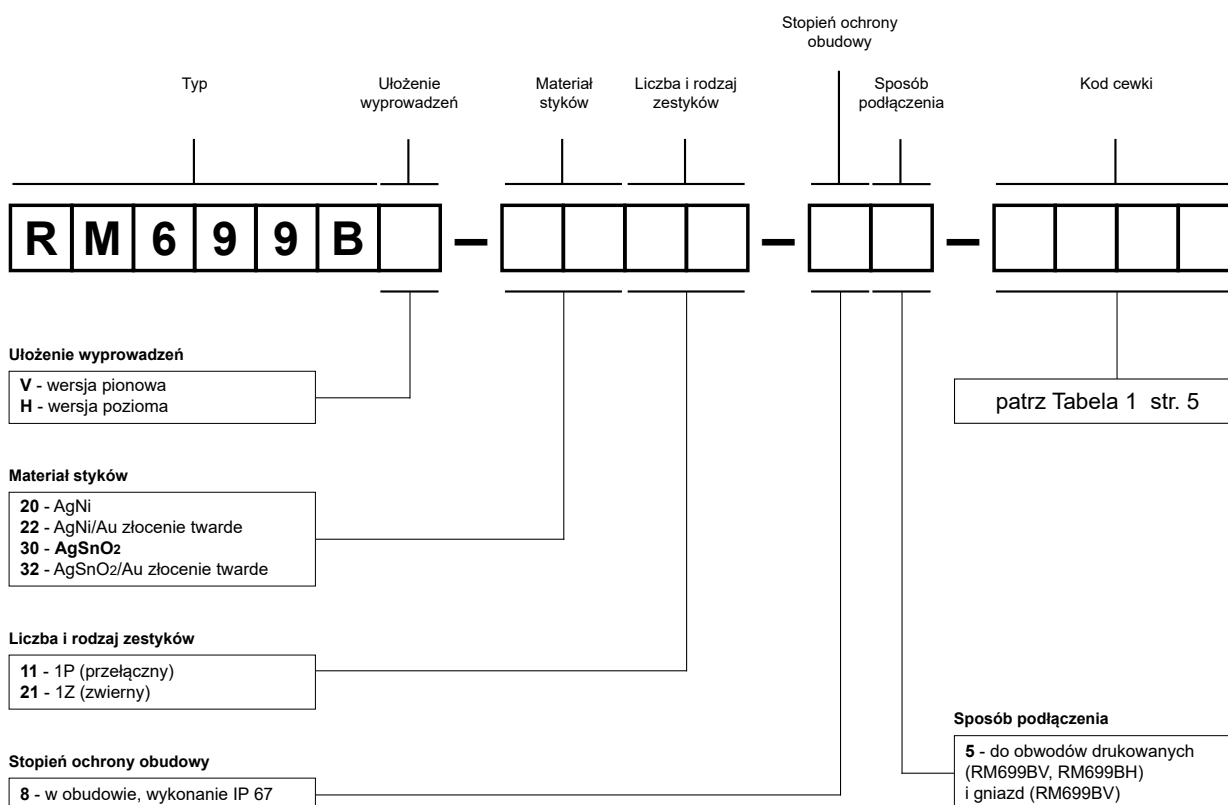 Stopień ochrony
obudowy
Typ
Ułożenie
wyprowadzeń
Materiał
styków
Liczba i rodzaj
zestyków
Sposób
podłączenia
Kod cewki
R M 6 9 9 B – – –
Ułożenie wyprowadzeń
V - wersja pionowa
H - wersja pozioma
patrz Tabela 1 str. 5
Materiał styków
20 - AgNi
22 - AgNi/Au złocenie twarde
30 - AgSnO2
32 - AgSnO2/Au złocenie twarde
Liczba i rodzaj zestyków
11 - 1P (przełączny)
21 - 1Z (zwierny)
Stopień ochrony obudowy
8 - w obudowie, wykonanie IP 67
Sposób podłączenia
5 - do obwodów drukowanych
(RM699BV, RM699BH)
i gniazd (RM699BV)